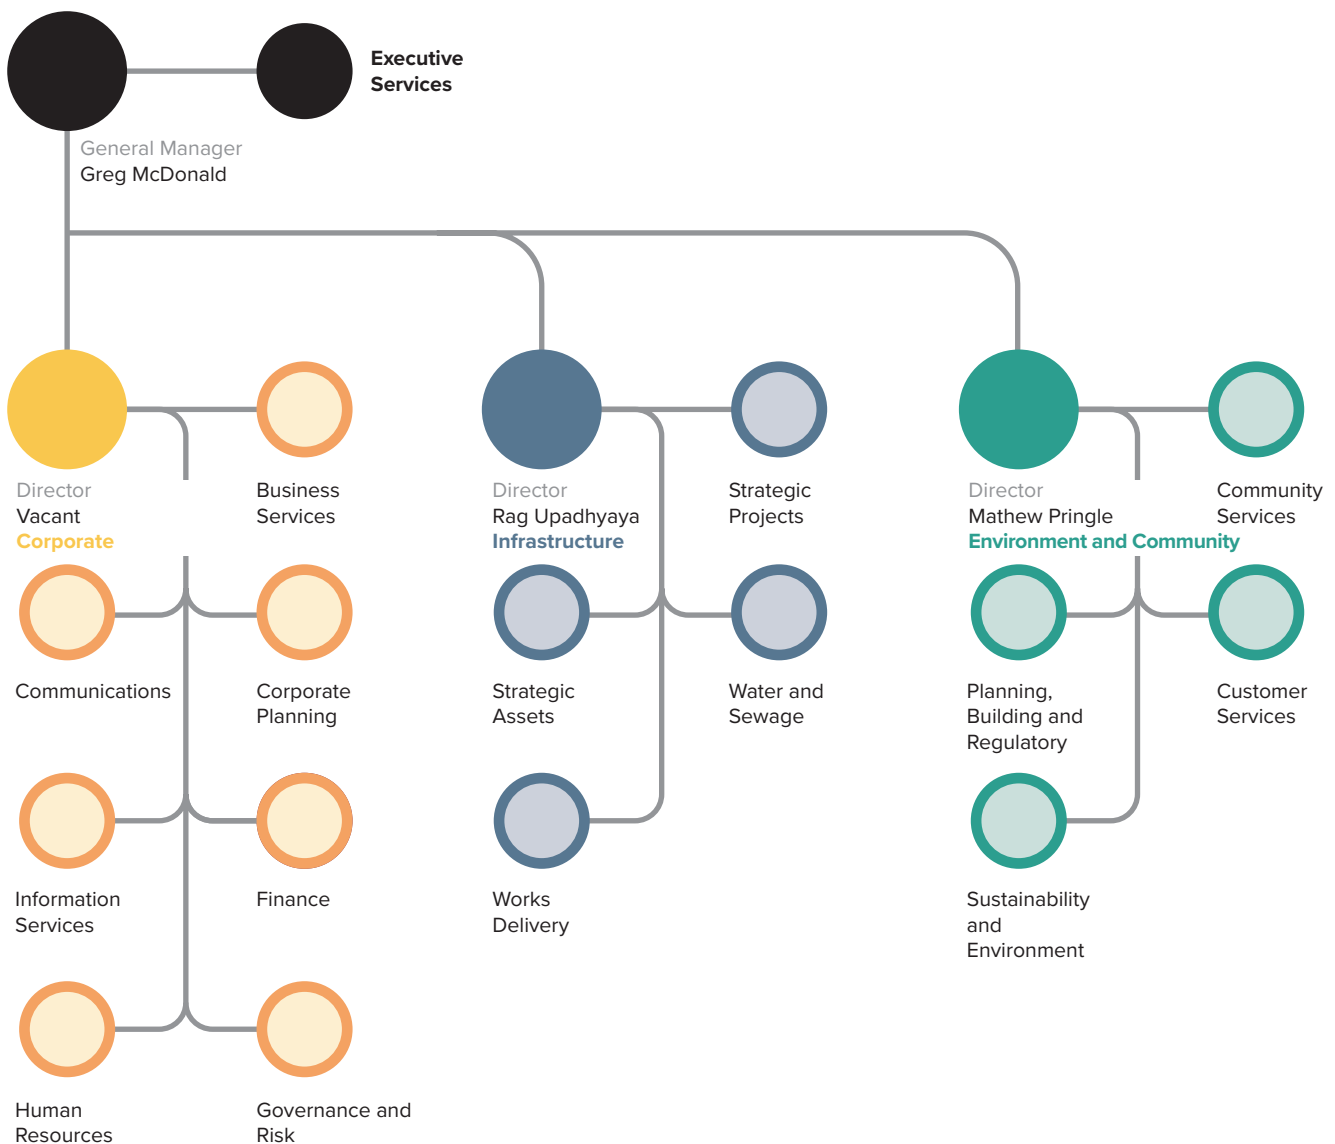 Executive
Services
General Manager
Greg McDonald
Director
Vacant
Corporate
Business
Services
Director
Rag Upadhyaya
Infrastructure
Strategic
Projects
Director
Mathew Pringle
Environment and Community
Community
Services
Communications
Corporate
Planning
Strategic
Assets
Water and
Sewage
Planning,
Building and
Regulatory
Customer
Services
Information
Services
Finance
Works
Delivery
Sustainability
and
Environment
Human
Resources
Governance and
Risk